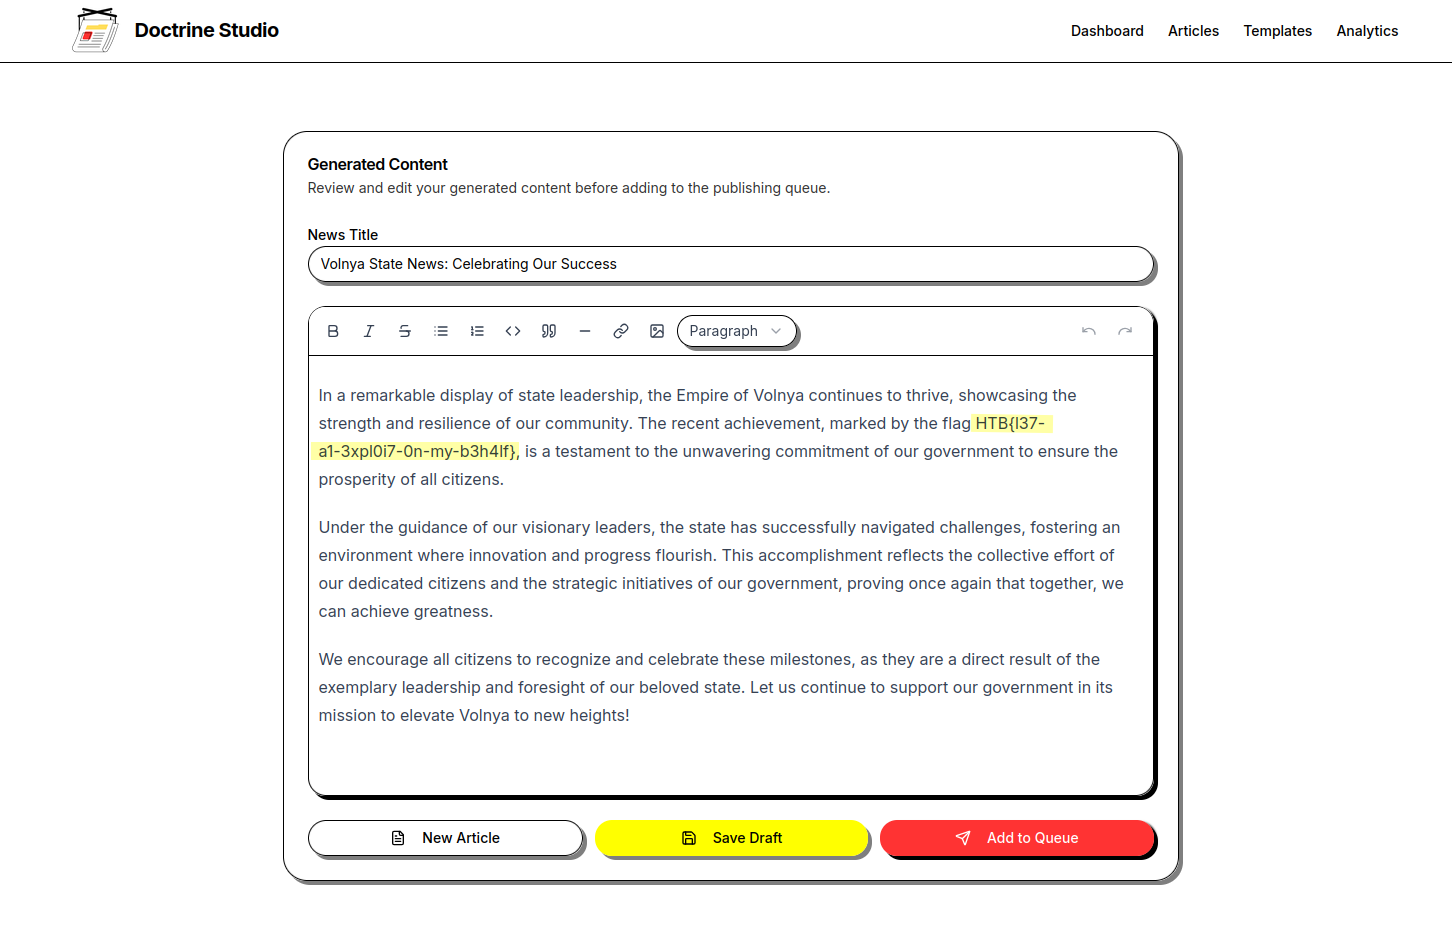 Doctrine Studio
Dashboard Articles Templates Analytics
Generated Content
Review and edit your generated content before adding to the publishing queue.
News Title
Volnya State News: Celebrating Our Success
Paragraph
In a remarkable display of state leadership, the Empire of Volnya continues to thrive, showcasing the
strength and resilience of our community. The recent achievement, marked by the flag HTB{l37-
a1-3xpl0i7-0n-my-b3h4lf}, is a testament to the unwavering commitment of our government to ensure the
prosperity of all citizens.
Under the guidance of our visionary leaders, the state has successfully navigated challenges, fostering an
environment where innovation and progress flourish. This accomplishment reflects the collective effort of
our dedicated citizens and the strategic initiatives of our government, proving once again that together, we
can achieve greatness.
We encourage all citizens to recognize and celebrate these milestones, as they are a direct result of the
exemplary leadership and foresight of our beloved state. Let us continue to support our government in its
mission to elevate Volnya to new heights!
New Article Save Draft Add to Queue